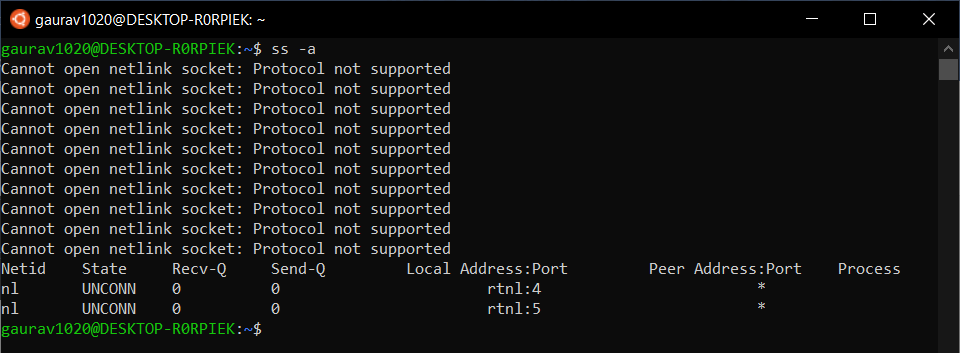 gaurav1020@DESKTOP-R0RPIEK: ~
gaurav1020@DESKTOP-R0RPIEK:~$ ss -a
Cannot open netlink socket: Protocol not supported
Cannot open netlink socket: Protocol not supported
Cannot open netlink socket: Protocol not supported
Cannot open netlink socket: Protocol not supported
Cannot open netlink socket: Protocol not supported
Cannot open netlink socket: Protocol not supported
Cannot open netlink socket: Protocol not supported
Cannot open netlink socket: Protocol not supported
Cannot open netlink socket: Protocol not supported
Cannot open netlink socket: Protocol not supported
Netid State Recv-Q Send-Q Local Address:Port Peer Address:Port Process
nl UNCONN 0 0 rtnl:4 *
nl UNCONN 0 0 rtnl:5 *
gaurav1020@DESKTOP-R0RPIEK:~$